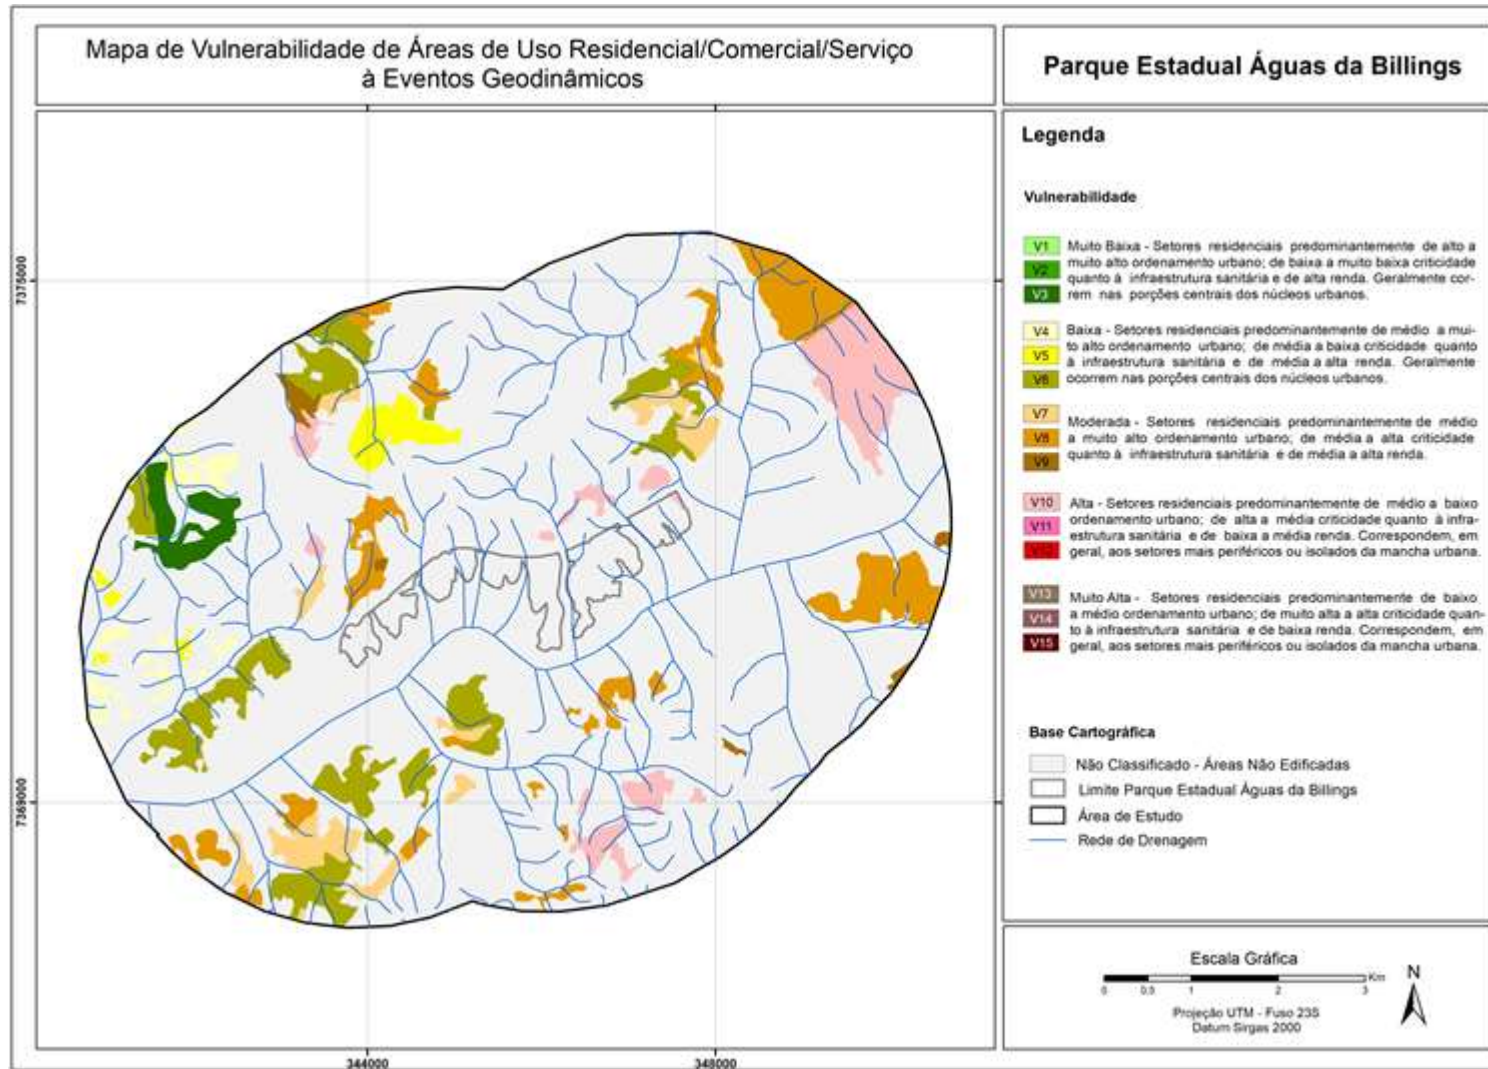 Mapa de Vulnerabilidade de Áreas de Uso Residencial/Comercial/Serviço
à Eventos Geodinâmicos
Parque Estadual Águas da Billings
Legenda
Vulnerabilidade
V1
V2
V3
Muito Baixa - Setores residenciais predominantemente de alto a
muito alto ordenamento urbano; de baixa a muito baixa criticidade
quanto à infraestrutura sanitária e de alta renda. Geralmente cor-
rem nas porções centrais dos núcleos urbanos.
V4
V5
V6
Baixa - Setores residenciais predominantemente de médio a mui-
to alto ordenamento urbano; de média a baixa criticidade quanto
à infraestrutura sanitária e de média a alta renda. Geralmente
ocorrem nas porções centrais dos núcleos urbanos.
V7
V8
V9
Moderada - Setores residenciais predominantemente de médio
a muito alto ordenamento urbano; de média a alta criticidade
quanto à infraestrutura sanitária e de média a alta renda.
V10
V11
V12
Alta - Setores residenciais predominantemente de médio a baixo
ordenamento urbano; de alta a média criticidade quanto à infra-
estrutura sanitária e de baixa a média renda. Correspondem, em
geral, aos setores mais periféricos ou isolados da mancha urbana.
V13
V14
V15
Muito Alta - Setores residenciais predominantemente de baixo
a médio ordenamento urbano; de muito alta a alta criticidade quan-
to à infraestrutura sanitária e de baixa renda. Correspondem, em
geral, aos setores mais periféricos ou isolados da mancha urbana.
Base Cartográfica
Não Classificado - Áreas Não Edificadas
Limite Parque Estadual Águas da Billings
Área de Estudo
Rede de Drenagem
Escala Gráfica
Km
0 0,5 1 2 3
N
Projeção UTM - Fuso 23S
Datum Sirgas 2000
7375000
7369000
344000
348000